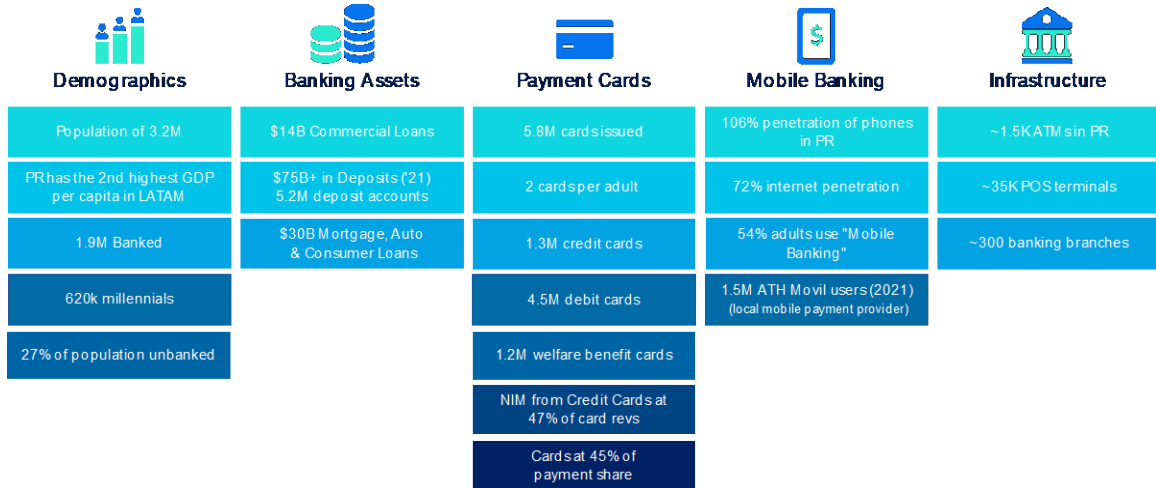 $
Demographics
Population of 3.2M
PR has the 2nd highest GDP
per capita in LATAM
1.9M Banked
620k millennials
27% of population unbanked
Banking Assets
$14B Commercial Loans
$75B+ in Deposits ('21)
5.2M deposit accounts
$30B Mortgage, Auto
& Consumer Loans
Payment Cards
5.8M cards issued
2 cards per adult
1.3M credit cards
4.5M debit cards
1.2M welfare benefit cards
NIM from Credit Cards at
47% of card revs
Cards at 45% of
payment share
Mobile Banking
106% penetration of phones
in PR
72% internet penetration
54% adults use "Mobile
Banking"
1.5M ATH Movil users (2021)
(local mobile payment provider)
Infrastructure
~1.5K ATMs in PR
~35K POS terminals
~300 banking branches